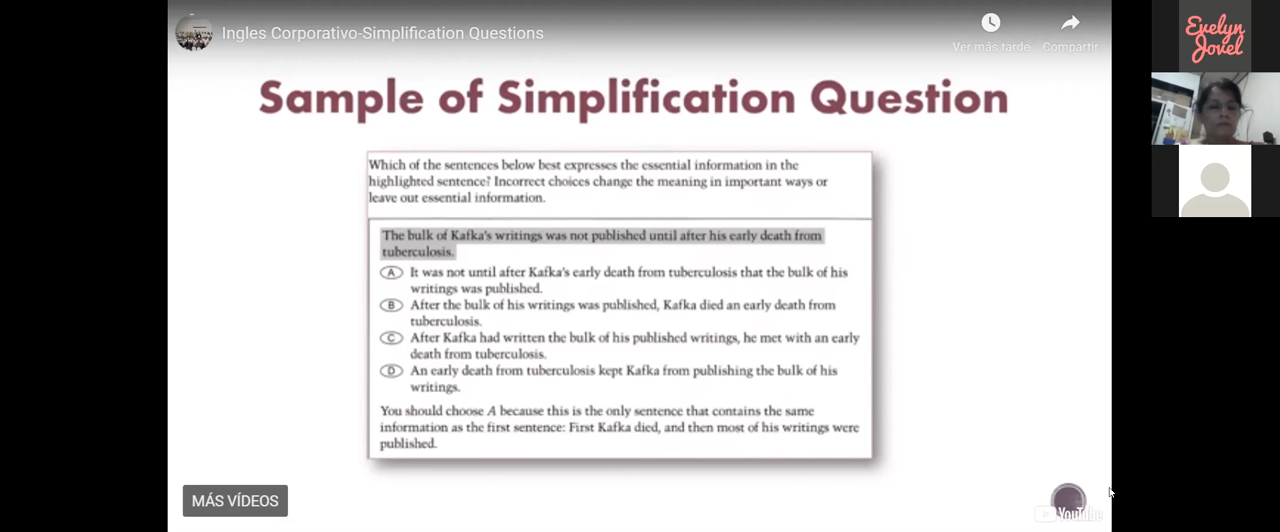 Ingles Corporativo-Simplification Questions
Ver más tarde
Compartir
Evelyn
Jovel
Sample of Simplification Question
Which of the sentences below best expresses the essential information in the
highlighted sentence? Incorrect choices change the meaning in important ways or
leave out essential information.
The bulk of Kafka's writings was not published until after his early death from
tuberculosis.
A It was not until after Kafka's early death from tuberculosis that the bulk of his
writings was published.
B After the bulk of his writings was published, Kafka died an early death from
tuberculosis.
C After Kafka had written the bulk of his published writings, he met with an early
death from tuberculosis.
D An early death from tuberculosis kept Kafka from publishing the bulk of his
writings.
You should choose A because this is the only sentence that contains the same
information as the first sentence: First Kafka died, and then most of his writings were
published.
MÁS VÍDEOS
YouTube